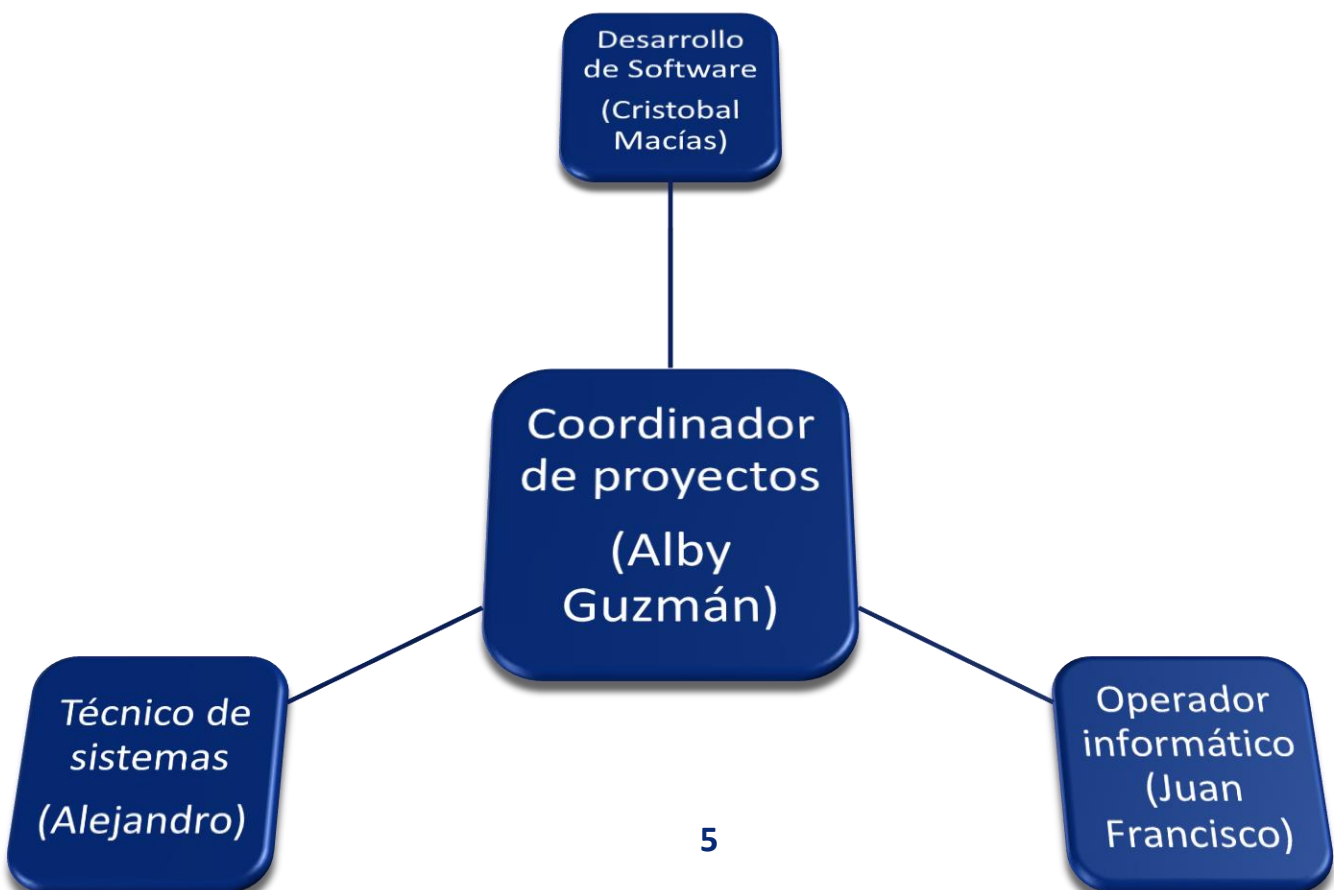 Desarrollo
de Software
(Cristobal
Macías)
Coordinador
de proyectos
(Alby
Guzmán)
Técnico de
sistemas
(Alejandro)
Operador
informático
(Juan
Francisco)
5